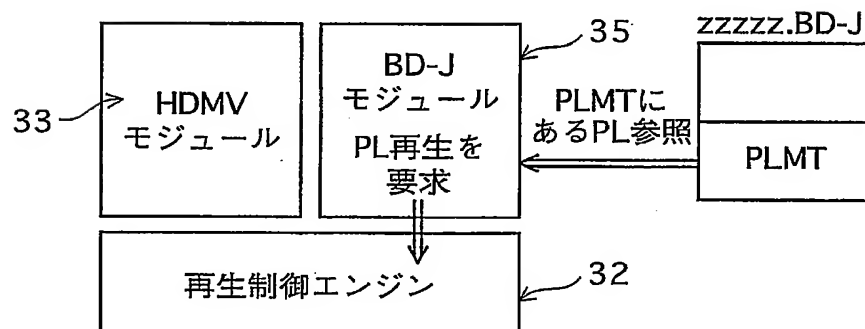 zzzzz.BD-J
35
BD-J
モジュール
HDMV
モジュール
33
PLMTに
あるPL参照
PL再生を
要求
PLMT
再生制御エンジン
32